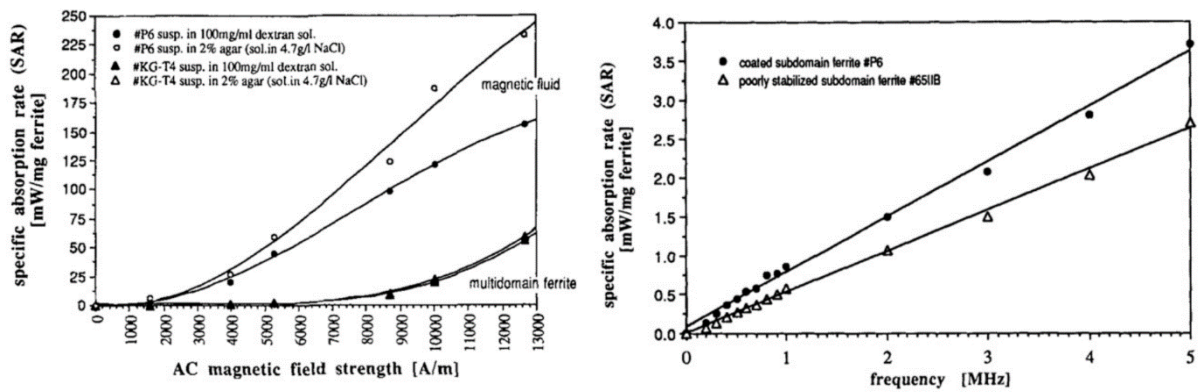 specific absorption rate (SAR)
[mW/mg ferrite]
250
225
200
175
150
125
100
75
50
25
0
#P6 susp. in 100mg/ml dextran sol.
#P6 susp. in 2% agar (sol.in 4.7g/l NaCl)
#KG-T4 susp. in 100mg/ml dextran sol.
#KG-T4 susp. in 2% agar (sol.in 4.7g/l NaCl)
magnetic fluid
multidomain ferrite
0 1000 2000 3000 4000 5000 6000 7000 8000 9000 10000 11000 12000 13000
AC magnetic field strength [A/m]
specific absorption rate (SAR)
[mW/mg ferrite]
4.0
3.5
3.0
2.5
2.0
1.5
1.0
0.5
0.0
coated subdomain ferrite #P6
poorly stabilized subdomain ferrite #65IIB
0 1 2 3 4 5
frequency [MHz]